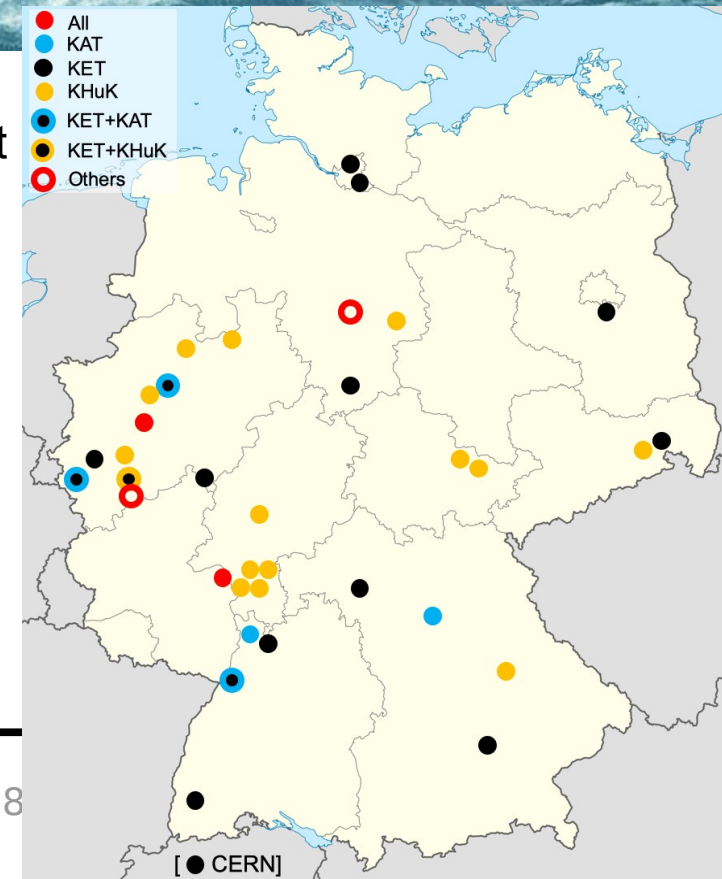 All
KAT
KET
KHuK
KET+KAT
KET+KHuK
Others
t
8
[ CERN]